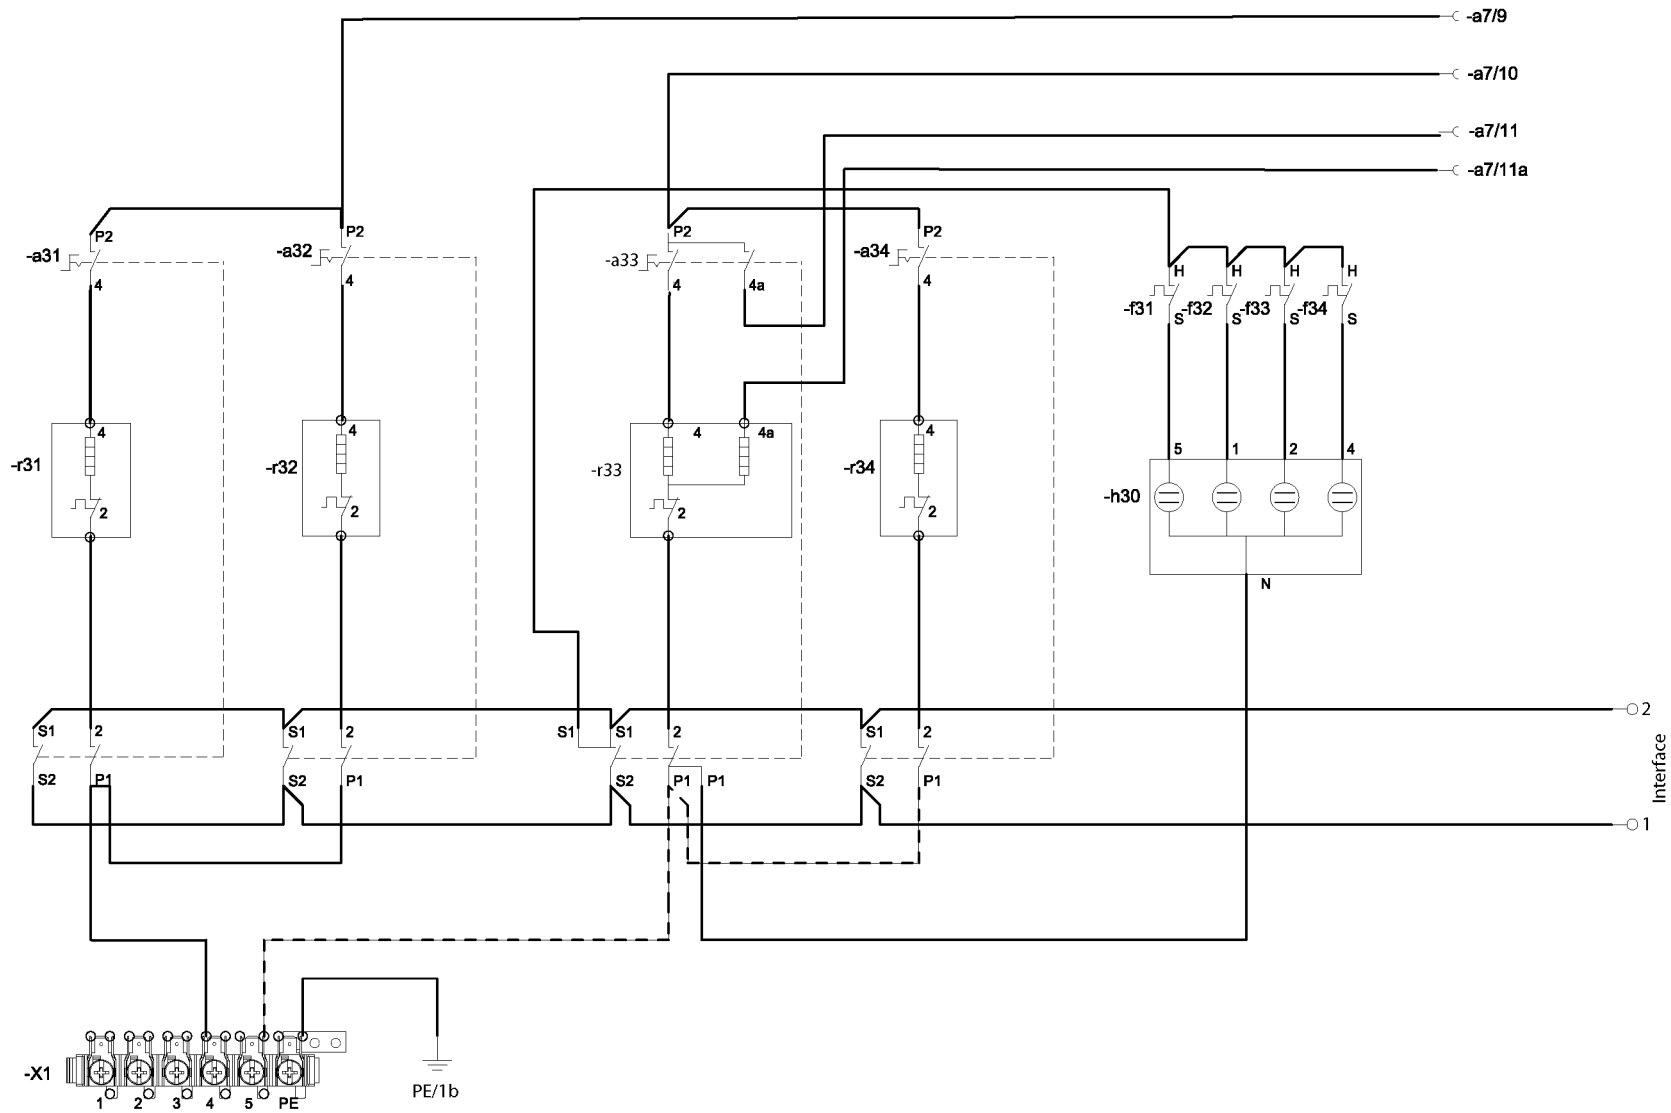 -a7/9
-a7/10
-a7/11
-a7/11a
P2 P2 P2 P2
-a31 -a32 -a33 -a34
4 4 4 4a 4
H H H H
-f31 -f32 -f33 -f34
S S S S
4 4 4 4a 4
5 1 2 4
-r31 -r32 -r33 -r34 -h30
2 2 2 2
N
S1 2 S1 2 S1 S1 2 S1 2
S2 P1 S2 P1 S2 P1 P1 S2 P1
2
Interface
1
-X1
1 2 3 4 5 PE
PE/1b